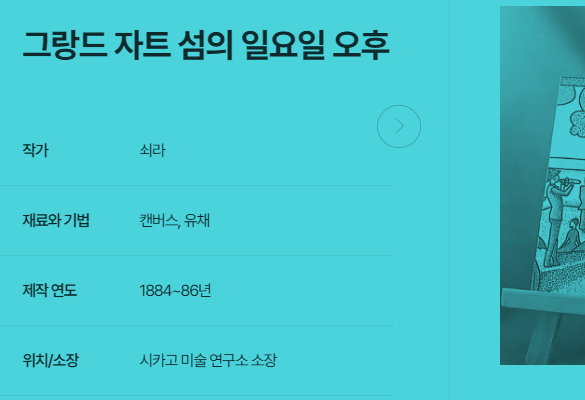 그랑드 자트 섬의 일요일 오후
작가 쇠라
재료와 기법 캔버스, 유채
제작 연도 1884~86년
위치/소장 시카고 미술 연구소 소장